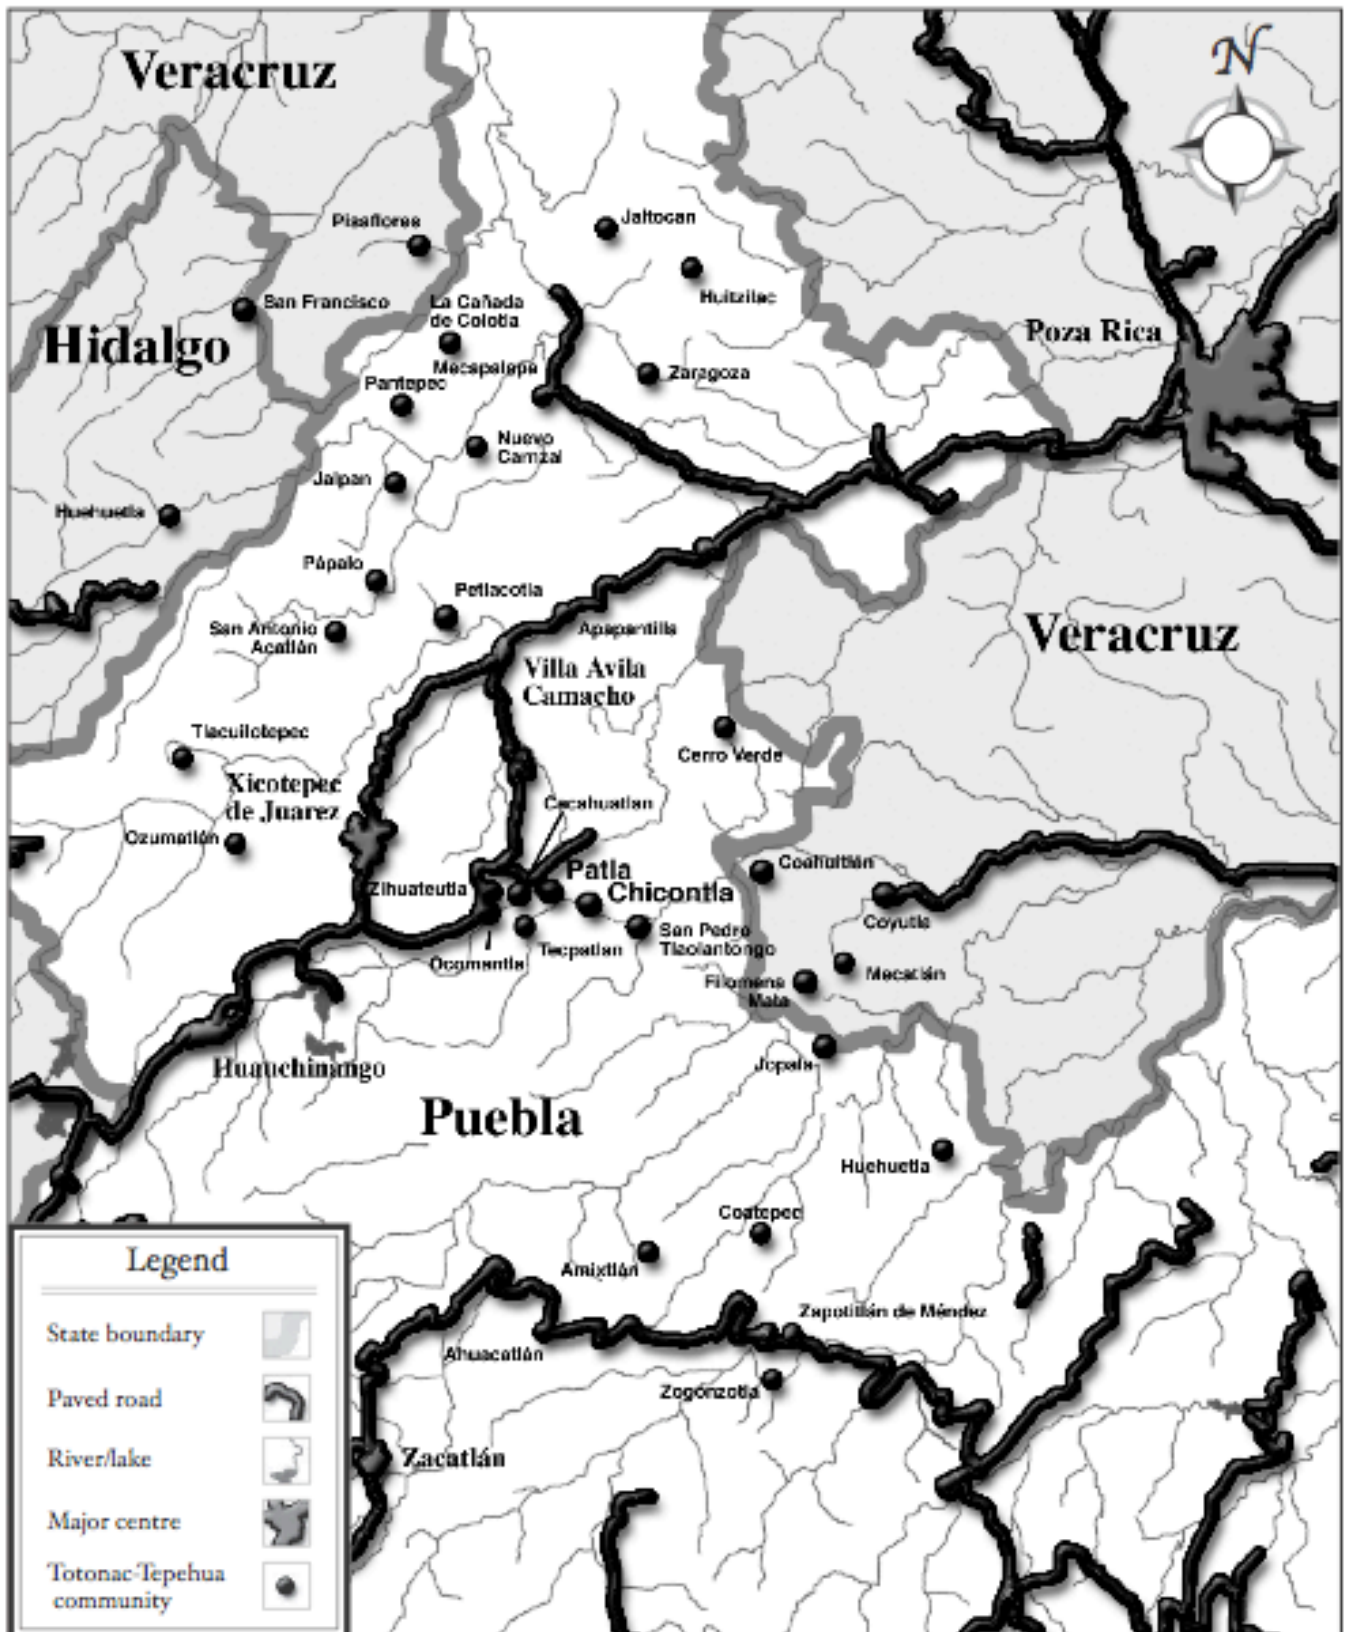 N
Veracruz
Pisaflores
Jaltocan
Huitzilac
San Francisco
La Cañada
de Colotla
Hidalgo
Poza Rica
Mecapalapa
Zaragoza
Pantepec
Nuevo
Carrizal
Jalpan
Huehuetla
Pápalo
Petlacotla
San Antonio
Acatlán
Apapantilla
Veracruz
Villa Avila
Camacho
Tlacuilotepec
Cerro Verde
Xicotepec
de Juarez
Cacahuatlan
Ozumatlán
Coahuitlán
Patla
Zihuateutla
Chicontla
Coyutla
San Pedro
Tlaolantongo
Tecpatlan
Ocomantla
Mecatlán
Filomena
Mata
Jopala
Huauchinango
Puebla
Huehuetla
Coatepec
Amixtlán
Zapotitlán de Méndez
Ahuacatlán
Zogonzotla
Zacatlán
Legend
State boundary
Paved road
River/lake
Major centre
Totonac-Tepehua
community